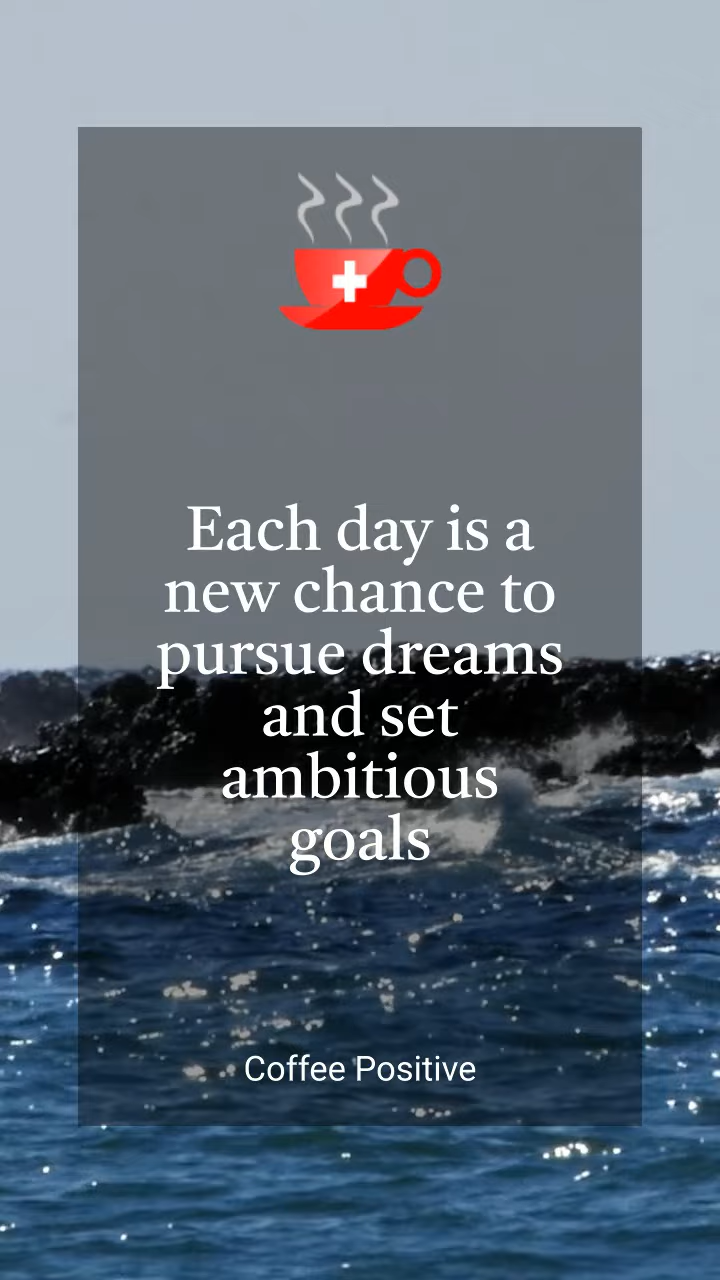 Each day is a
new chance to
pursue dreams
and set
ambitious
goals
Coffee Positive